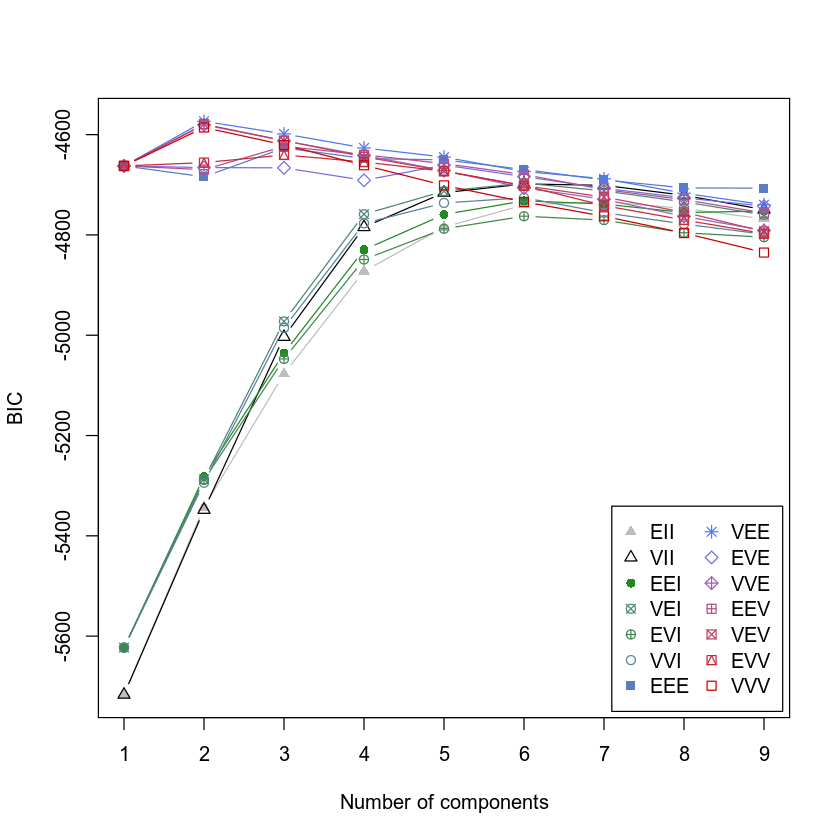 -4600
-4800
-5000
-5200
-5400
-5600
BIC
1 2 3 4 5 6 7 8 9
Number of components
EII VEE
VII EVE
EEI VVE
VEI EEV
EVI VEV
VVI EVV
EEE VVV